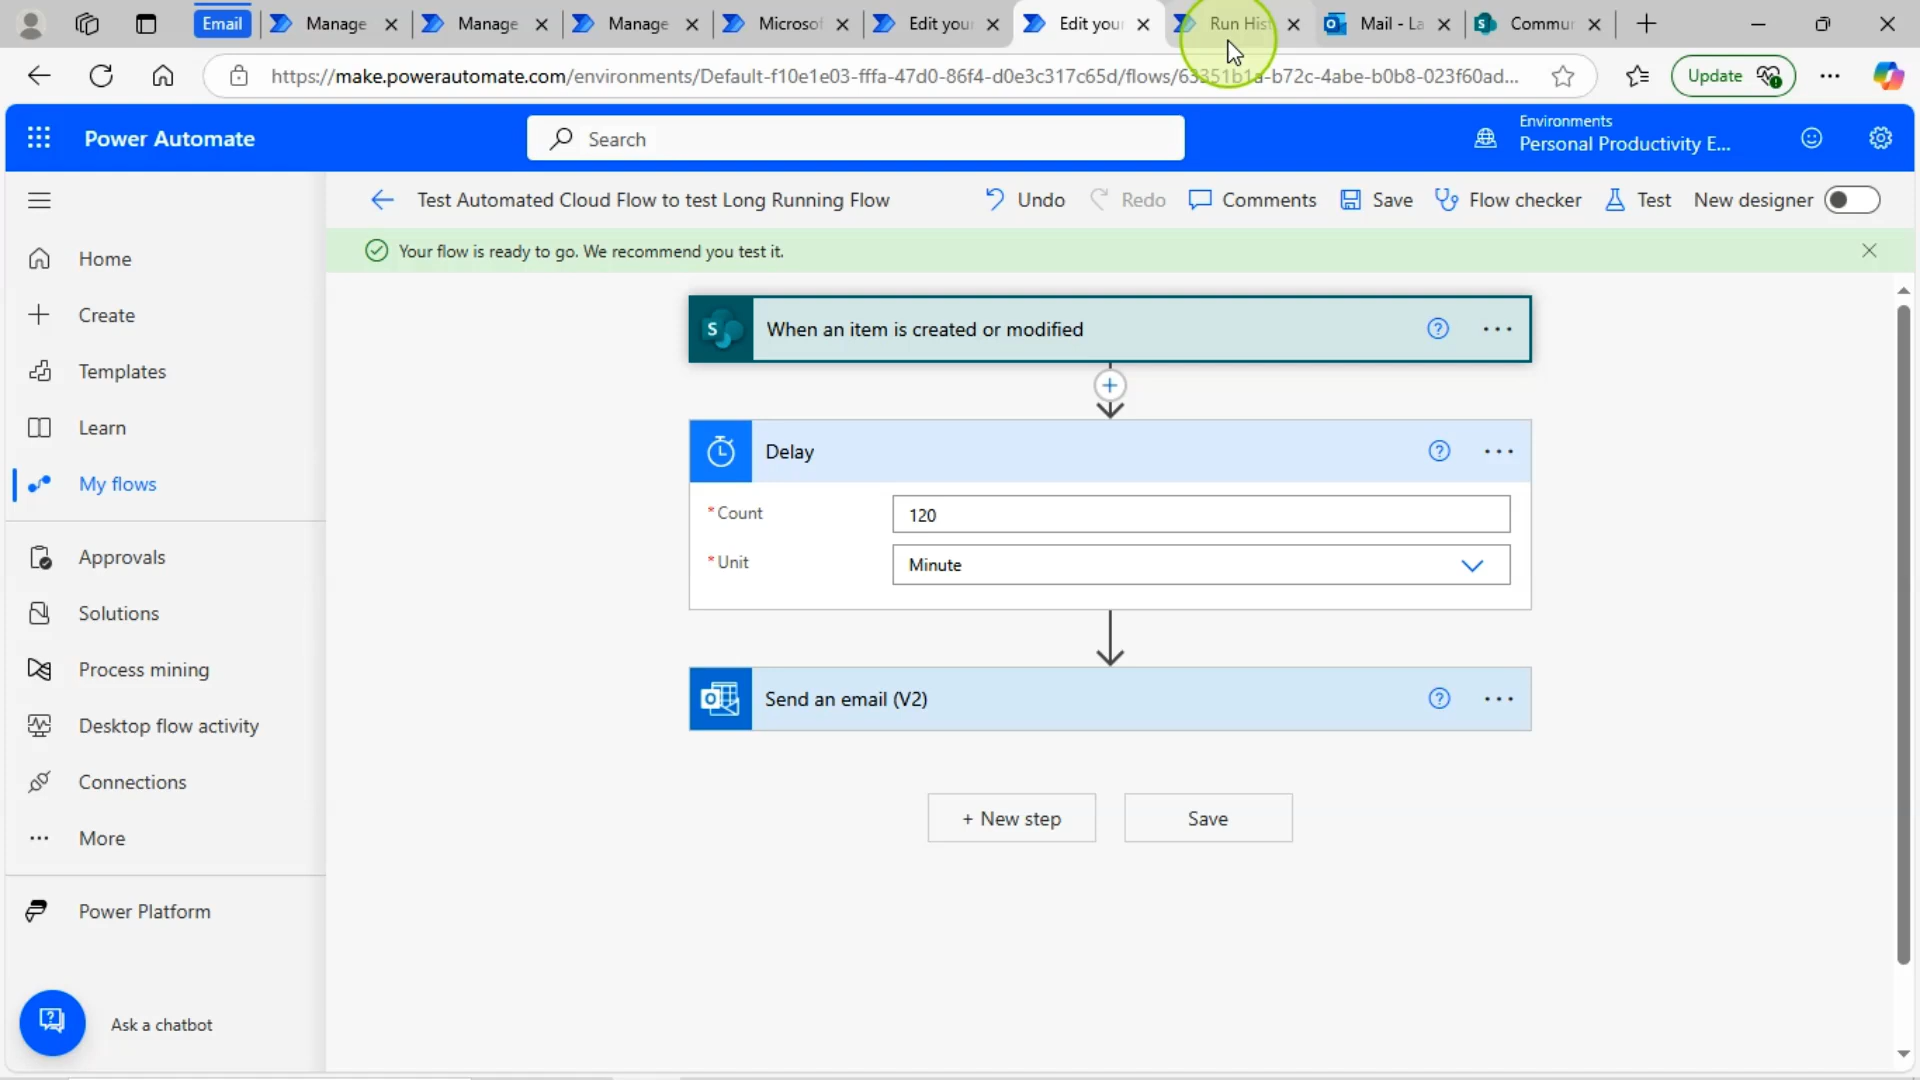 Email
Manage
Manage
Manage
Microsof
Edit your
Edit your
Run Hist
Mail - La
Commun
https://make.powerautomate.com/environments/Default-f10e1e03-fffa-47d0-86f4-d0e3c317c65d/flows/63351b1a-b72c-4abe-b0b8-023f60ad...
Update
Power Automate
Search
Environments
Personal Productivity E...
Test Automated Cloud Flow to test Long Running Flow
Undo
Redo
Comments
Save
Flow checker
Test
New designer
Your flow is ready to go. We recommend you test it.
Home
Create
Templates
Learn
My flows
Approvals
Solutions
Process mining
Desktop flow activity
Connections
More
Power Platform
Ask a chatbot
When an item is created or modified
Delay
* Count
120
* Unit
Minute
Send an email (V2)
+ New step
Save